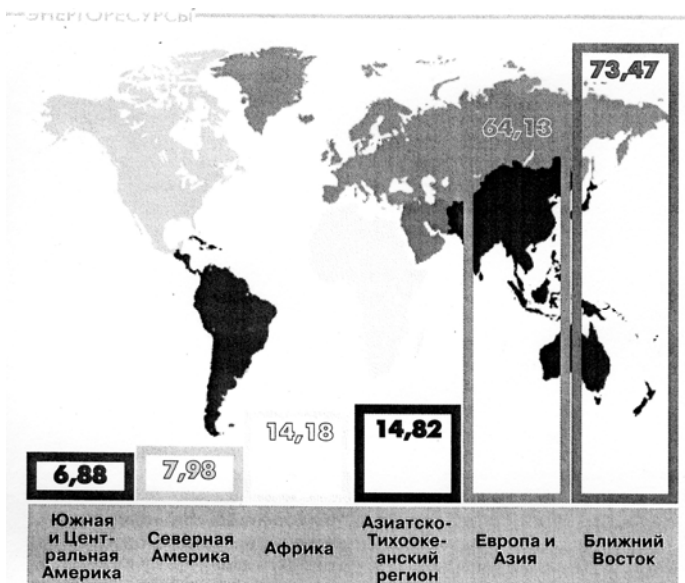 ЭНЕРГОРЕСУРСЫ
73,47
64,13
14,18
14,82
6,88
7,98
Южная
и Цент-
ральная
Америка
Северная
Америка
Африка
Азиатско-
Тихооке-
анский
регион
Европа и
Азия
Ближний
Восток